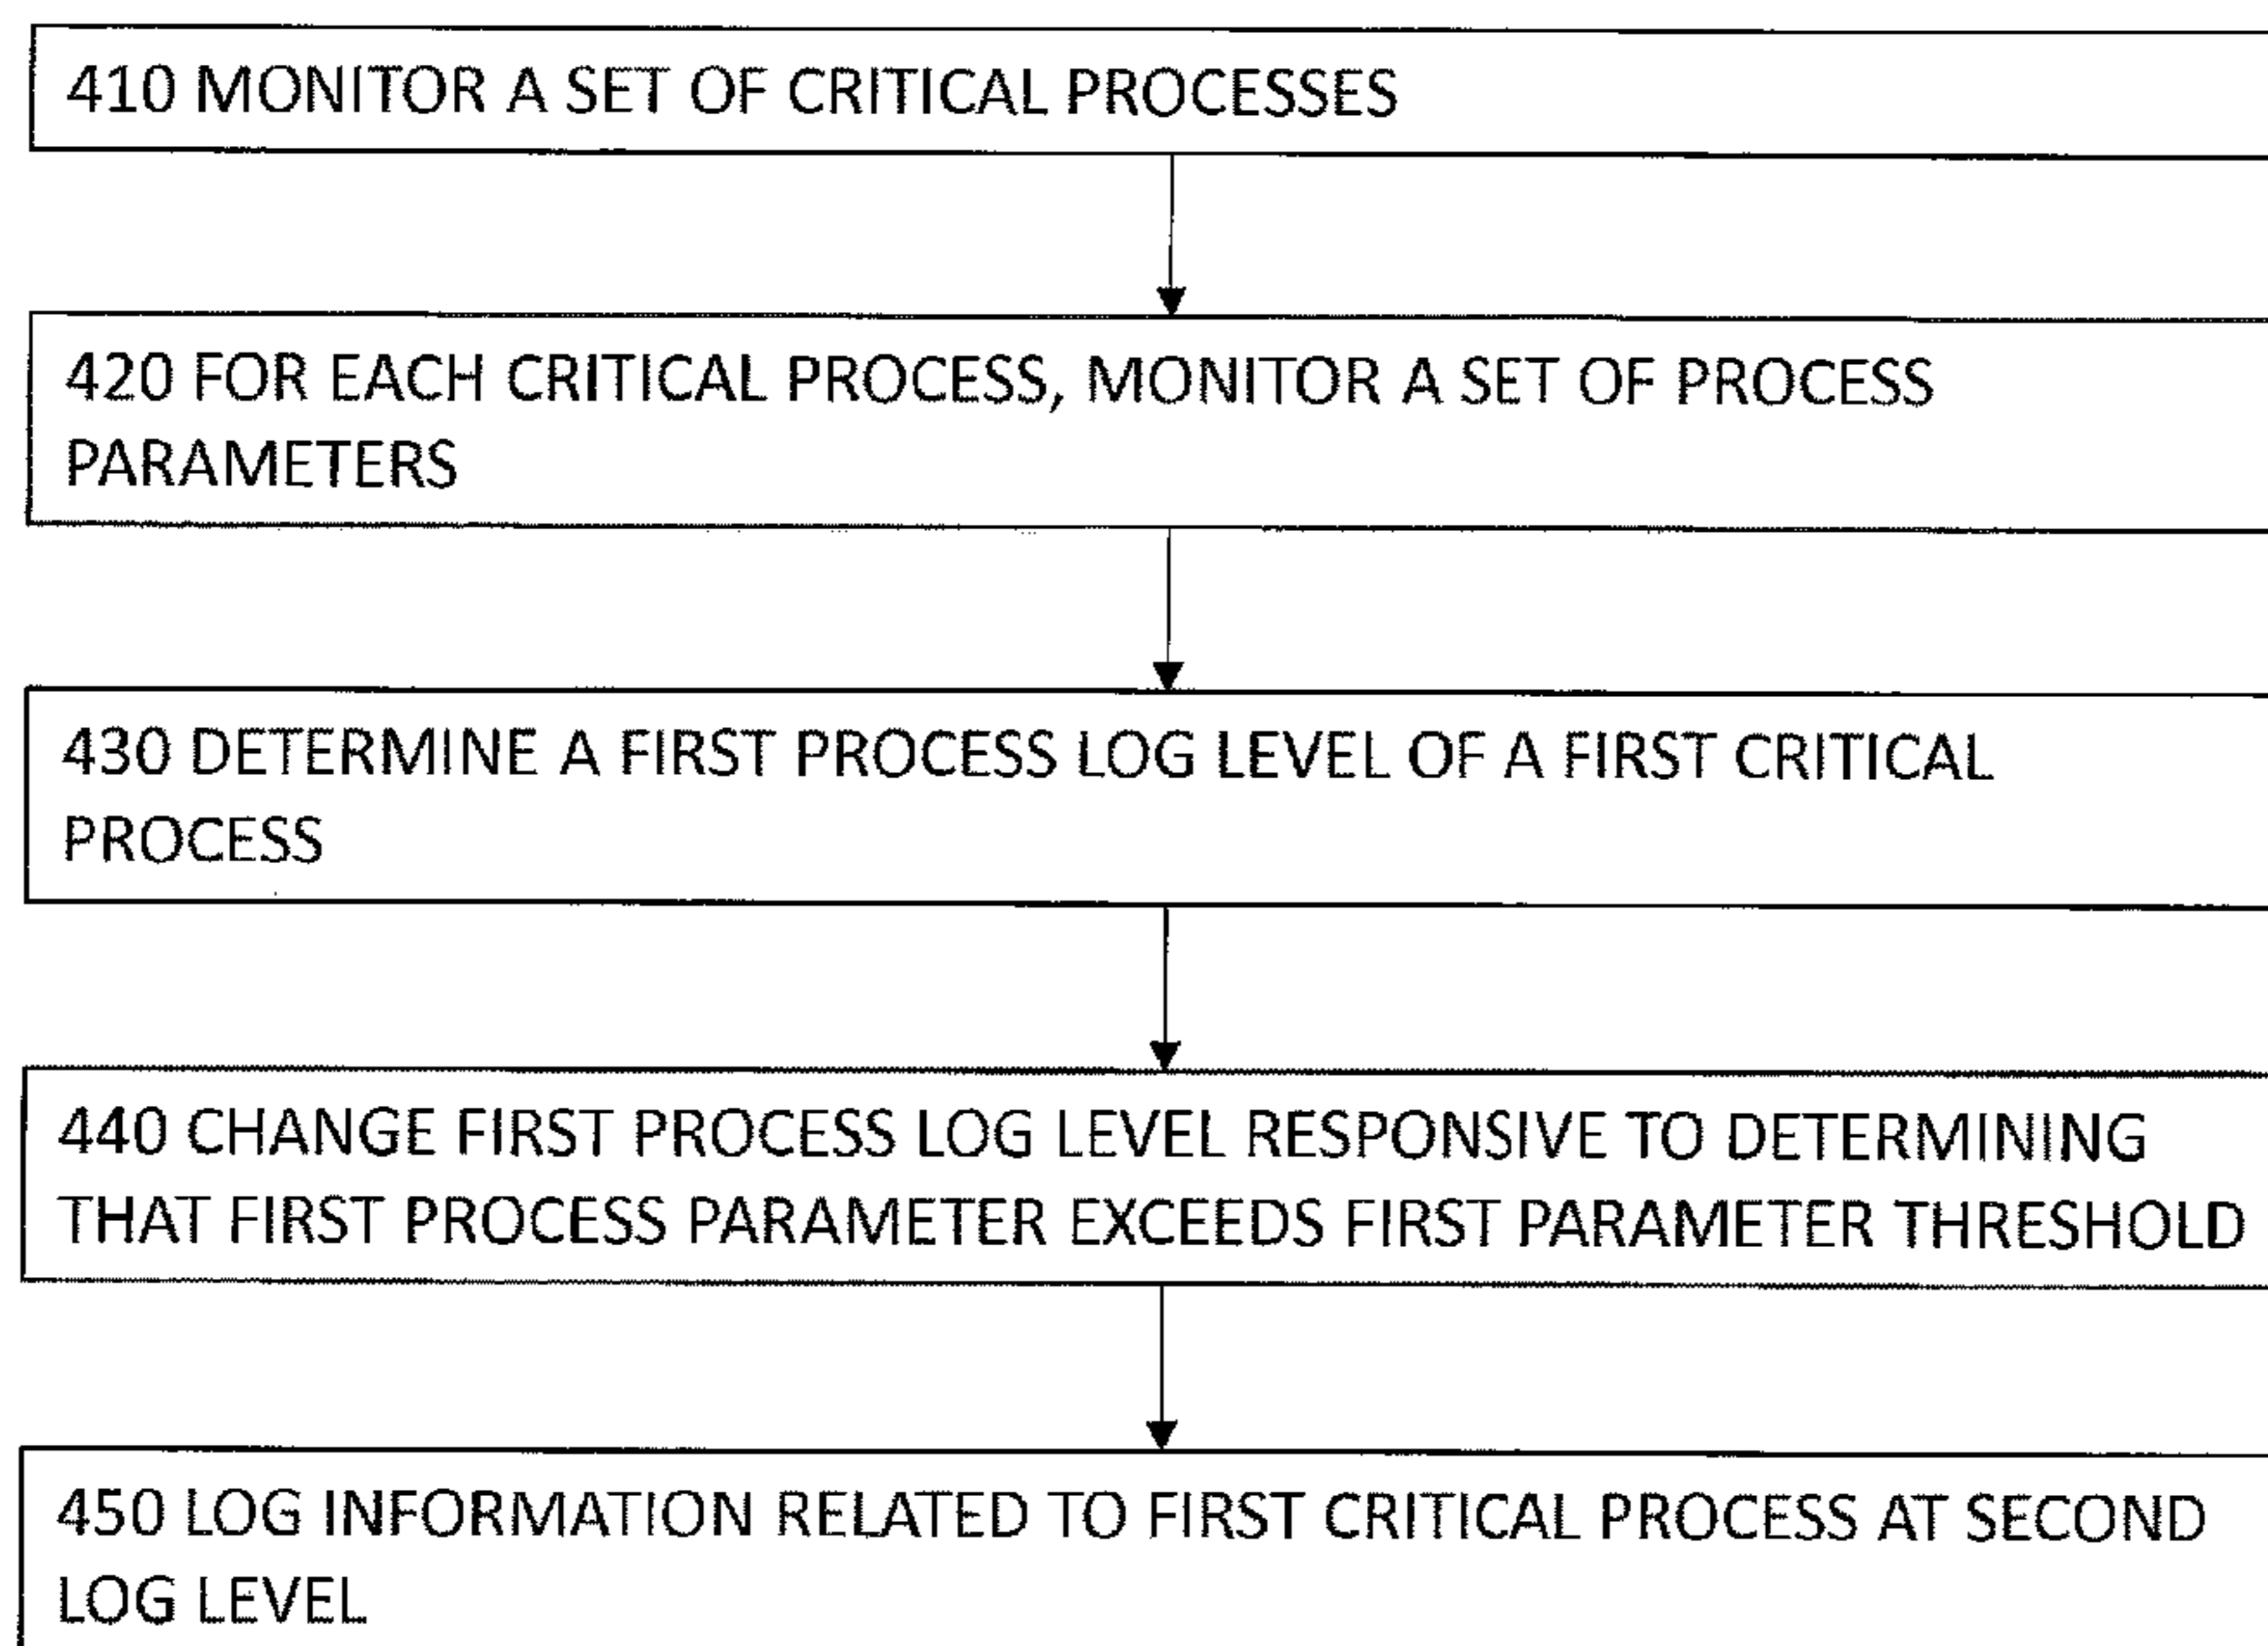 410 MONITOR A SET OF CRITICAL PROCESSES
420 FOR EACH CRITICAL PROCESS, MONITOR A SET OF PROCESS
PARAMETERS
430 DETERMINE A FIRST PROCESS LOG LEVEL OF A FIRST CRITICAL
PROCESS
440 CHANGE FIRST PROCESS LOG LEVEL RESPONSIVE TO DETERMINING
THAT FIRST PROCESS PARAMETER EXCEEDS FIRST PARAMETER THRESHOLD
450 LOG INFORMATION RELATED TO FIRST CRITICAL PROCESS AT SECOND
LOG LEVEL